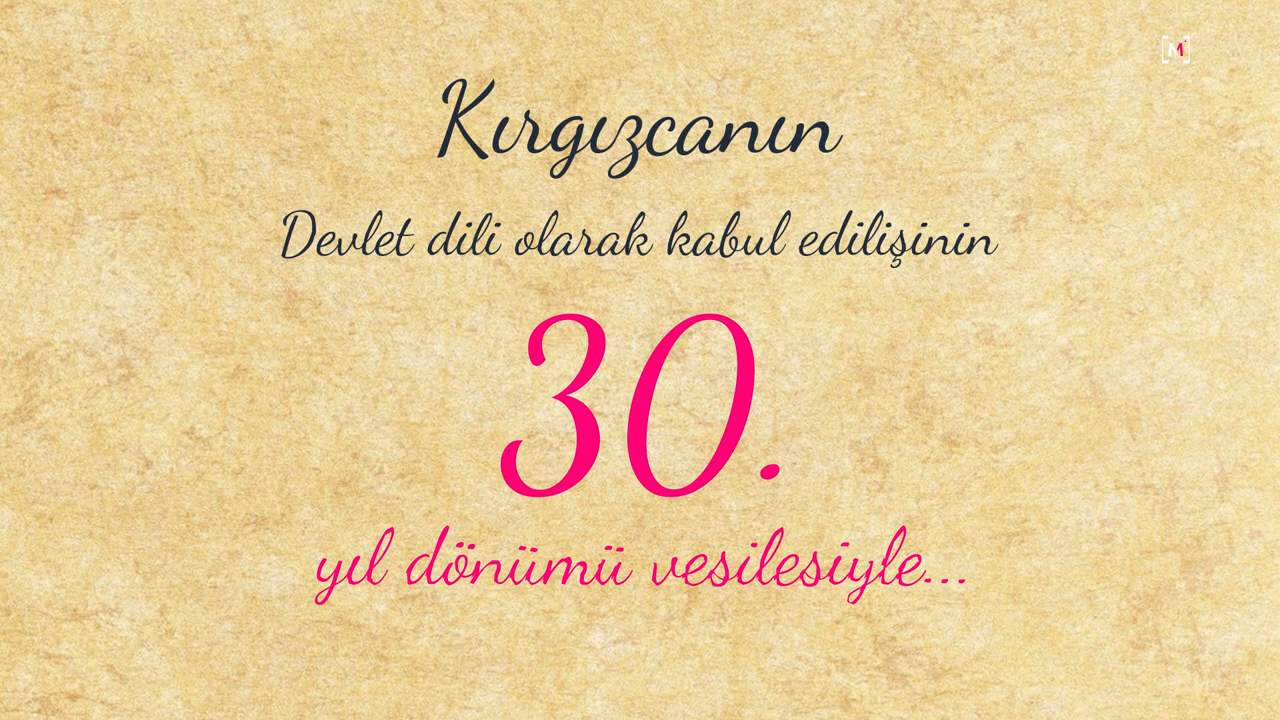 [M]
Kırgızcanın
Devlet dili olarak kabul edilişinin
30.
yıl dönümü vesilesiyle...